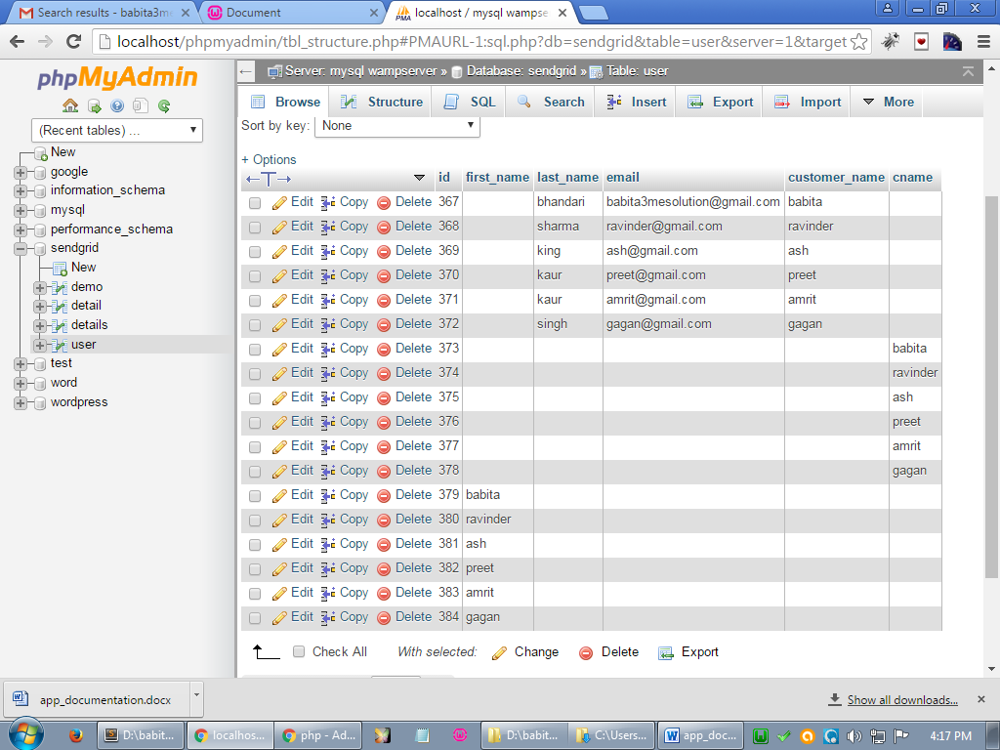 Search results - babita3m
Document
localhost / mysql wampse
localhost/phpmyadmin/tbl_structure.php#PMAURL-1:sql.php?db=sendgrid&table=user&server=1&target
phpMyAdmin
(Recent tables) ...
New
google
information_schema
mysql
performance_schema
sendgrid
New
demo
detail
details
user
test
word
wordpress
Server: mysql wampserver » Database: sendgrid » Table: user
Browse Structure SQL Search Insert Export Import More
Sort by key: None
+ Options
id first_name last_name email customer_name cname
Edit Copy Delete 367 bhandari babita3mesolution@gmail.com babita
Edit Copy Delete 368 sharma ravinder@gmail.com ravinder
Edit Copy Delete 369 king ash@gmail.com ash
Edit Copy Delete 370 kaur preet@gmail.com preet
Edit Copy Delete 371 kaur amrit@gmail.com amrit
Edit Copy Delete 372 singh gagan@gmail.com gagan
Edit Copy Delete 373 babita
Edit Copy Delete 374 ravinder
Edit Copy Delete 375 ash
Edit Copy Delete 376 preet
Edit Copy Delete 377 amrit
Edit Copy Delete 378 gagan
Edit Copy Delete 379 babita
Edit Copy Delete 380 ravinder
Edit Copy Delete 381 ash
Edit Copy Delete 382 preet
Edit Copy Delete 383 amrit
Edit Copy Delete 384 gagan
Check All With selected: Change Delete Export
app_documentation.docx
Show all downloads...
D:\babit...
localhos...
php - Ad...
D:\babit...
C:\Users...
app_doc...
4:17 PM